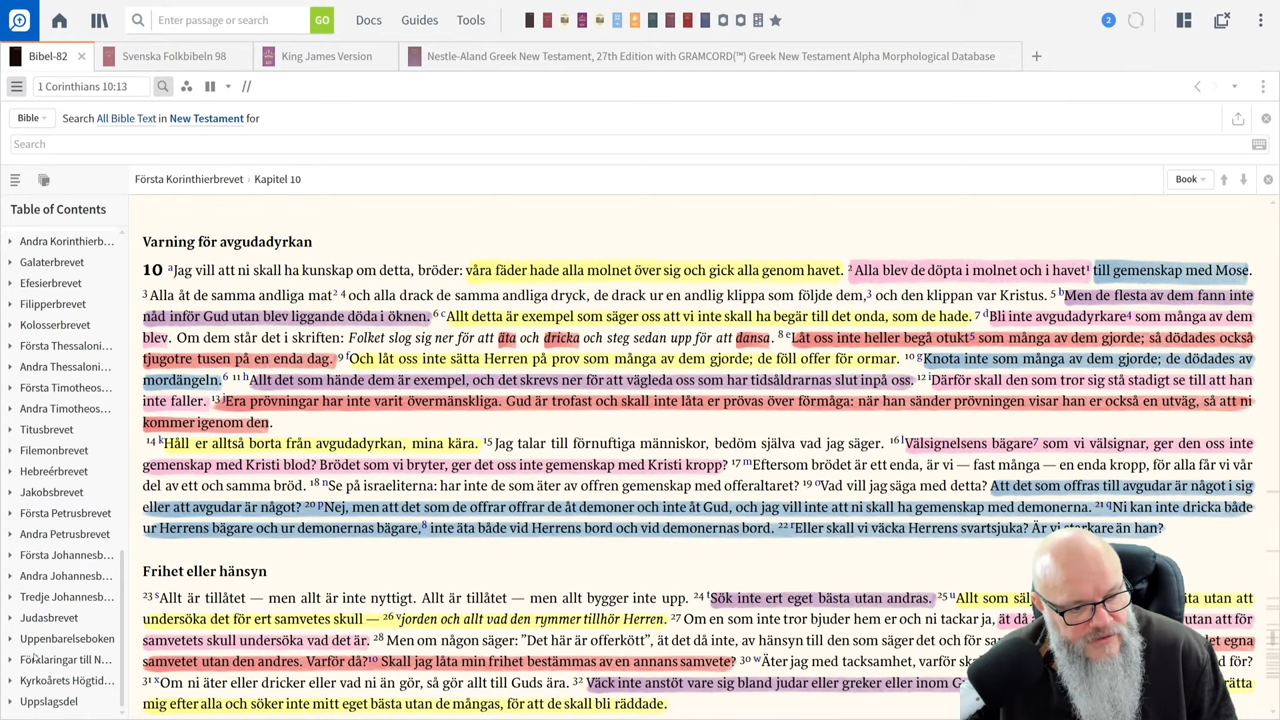 Enter passage or search GO Docs Guides Tools 2
Bibel-82 Svenska Folkbibeln 98 King James Version Nestle-Aland Greek New Testament, 27th Edition with GRAMCORD(™) Greek New Testament Alpha Morphological Database
1 Corinthians 10:13
Bible Search All Bible Text in New Testament for
Search
Första Korinthierbrevet › Kapitel 10 Book
Table of Contents
Andra Korinthierb...
Galaterbrevet
Efesierbrevet
Filipperbrevet
Kolosserbrevet
Första Thessaloni...
Andra Thessaloni...
Första Timotheos...
Andra Timotheos...
Titusbrevet
Filemonbrevet
Hebreérbrevet
Jakobsbrevet
Första Petrusbrevet
Andra Petrusbrevet
Första Johannesb...
Andra Johannesb...
Tredje Johannesb...
Judasbrevet
Uppenbarelseboken
Förklaringar till N...
Kyrkoårets Högtid...
Uppslagsdel
Varning för avgudadyrkan
10 a Jag vill att ni skall ha kunskap om detta, bröder: våra fäder hade alla molnet över sig och gick alla genom havet. 2 Alla blev de döpta i molnet och i havet1 till gemenskap med Mose.
3 Alla åt de samma andliga mat2 4 och alla drack de samma andliga dryck, de drack ur en andlig klippa som följde dem,3 och den klippan var Kristus. 5 b Men de flesta av dem fann inte
nåd inför Gud utan blev liggande döda i öknen. 6 c Allt detta är exempel som säger oss att vi inte skall ha begär till det onda, som de hade. 7 d Bli inte avgudadyrkare4 som många av dem
blev. Om dem står det i skriften: Folket slog sig ner för att äta och dricka och steg sedan upp för att dansa. 8 e Låt oss inte heller begå otukt5 som många av dem gjorde; så dödades också
tjugotre tusen på en enda dag. 9 f Och låt oss inte sätta Herren på prov som många av dem gjorde; de föll offer för ormar. 10 g Knota inte som många av dem gjorde; de dödades av
mordängeln.6 11 h Allt det som hände dem är exempel, och det skrevs ner för att vägleda oss som har tidsåldrarnas slut inpå oss. 12 i Därför skall den som tror sig stå stadigt se till att han
inte faller. 13 j Era prövningar har inte varit övermänskliga. Gud är trofast och skall inte låta er prövas över förmåga: när han sänder prövningen visar han er också en utväg, så att ni
kommer igenom den.
14 k Håll er alltså borta från avgudadyrkan, mina kära. 15 Jag talar till förnuftiga människor, bedöm själva vad jag säger. 16 l Välsignelsens bägare7 som vi välsignar, ger den oss inte
gemenskap med Kristi blod? Brödet som vi bryter, ger det oss inte gemenskap med Kristi kropp? 17 m Eftersom brödet är ett enda, är vi — fast många — en enda kropp, för alla får vi vår
del av ett och samma bröd. 18 n Se på israeliterna: har inte de som äter av offren gemenskap med offeraltaret? 19 o Vad vill jag säga med detta? Att det som offras till avgudar är något i sig
eller att avgudar är något? 20 p Nej, men att det som de offrar offrar de åt demoner och inte åt Gud, och jag vill inte att ni skall ha gemenskap med demonerna. 21 q Ni kan inte dricka både
ur Herrens bägare och ur demonernas bägare,8 inte äta både vid Herrens bord och vid demonernas bord. 22 r Eller skall vi väcka Herrens svartsjuka? Är vi starkare än han?
Frihet eller hänsyn
23 s Allt är tillåtet — men allt är inte nyttigt. Allt är tillåtet — men allt bygger inte upp. 24 t Sök inte ert eget bästa utan andras. 25 u Allt som säl ta utan att
undersöka det för ert samvetes skull — 26 v jorden och allt vad den rymmer tillhör Herren. 27 Om en som inte tror bjuder hem er och ni tackar ja, ät då utan att för
samvetets skull undersöka vad det är. 28 Men om någon säger: ”Det här är offerkött”, ät det då inte, av hänsyn till den som säger det och för sa det egna
samvetet utan den andres. Varför då?10 Skall jag låta min frihet bestämmas av en annans samvete? 30 w Äter jag med tacksamhet, varför sk d för?
31 x Om ni äter eller dricker eller vad ni än gör, så gör allt till Guds ära. 32 Väck inte anstöt vare sig bland judar eller greker eller inom G rätta
mig efter alla och söker inte mitt eget bästa utan de mångas, för att de skall bli räddade.